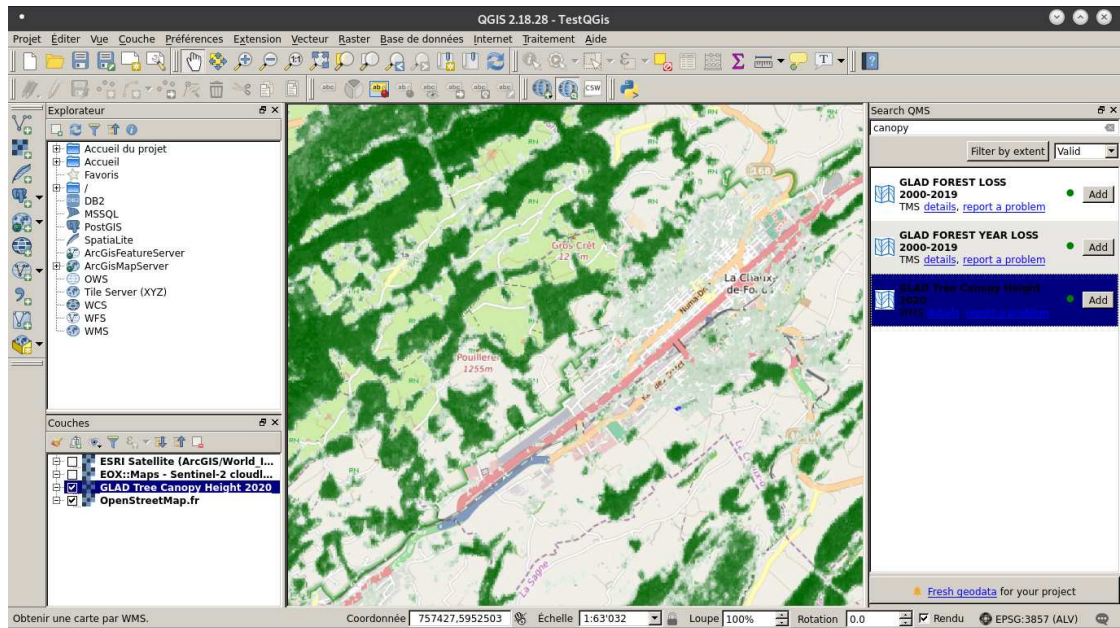 QGIS 2.18.28 - TestQGis
Projet Éditer Vue Couche Préférences Extension Vecteur Raster Base de données Internet Traitement Aide
Explorateur
Accueil du projet
Accueil
Favoris
/
DB2
MSSQL
PostGIS
SpatiaLite
ArcGisFeatureServer
ArcGisMapServer
OWS
Tile Server (XYZ)
WCS
WFS
WMS
Couches
ESRI Satellite (ArcGIS/World_I...
EOX::Maps - Sentinel-2 cloudl...
GLAD Tree Canopy Height 2020
OpenStreetMap.fr
RN
168
Gros-Crêt
La Chaux-
de-Fonds
Pouillerel
1255m
La Sagne
Search QMS
canopy
Filter by extent Valid
GLAD FOREST LOSS
2000-2019
TMS details, report a problem
Add
GLAD FOREST YEAR LOSS
2000-2019
TMS details, report a problem
Add
GLAD Tree Canopy Height
2020
Add
Fresh geodata for your project
Obtenir une carte par WMS. Coordonnée 757427,5952503 Échelle 1:63'032 Loupe 100% Rotation 0.0 Rendu EPSG:3857 (ALV)